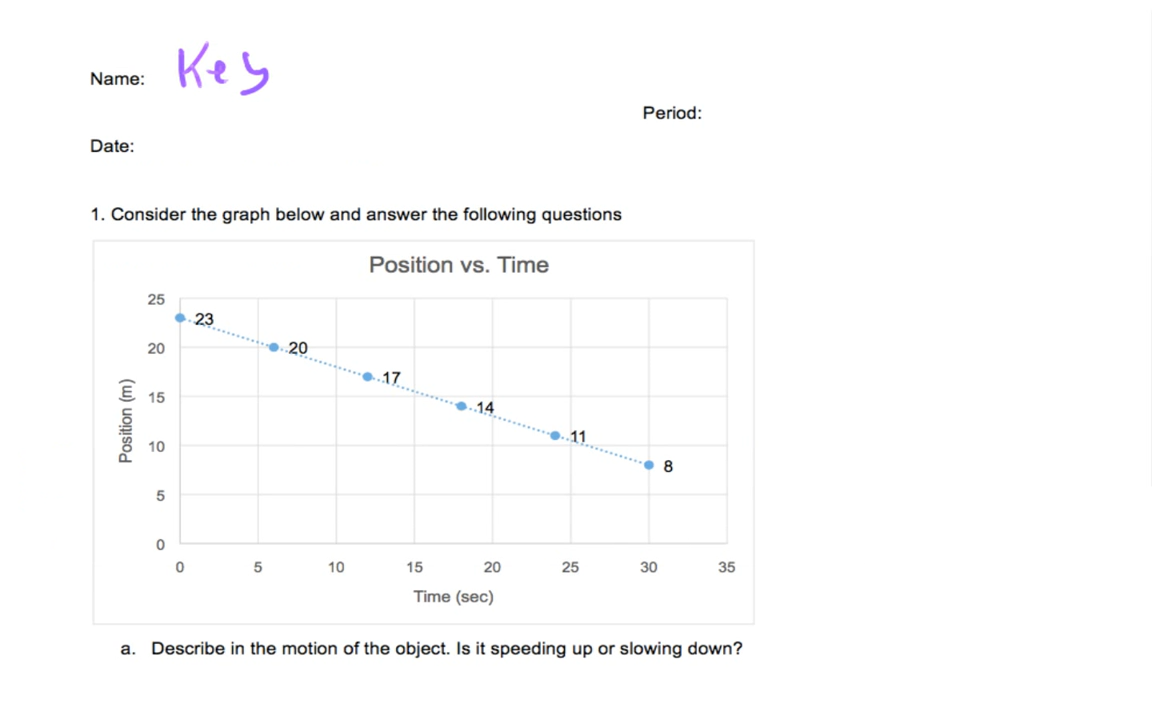 Name: Key
Period:
Date:
1. Consider the graph below and answer the following questions
Position vs. Time
25
23
20
20
17
15
14
Position (m)
10
11
8
5
0
0 5 10 15 20 25 30 35
Time (sec)
a. Describe in the motion of the object. Is it speeding up or slowing down?